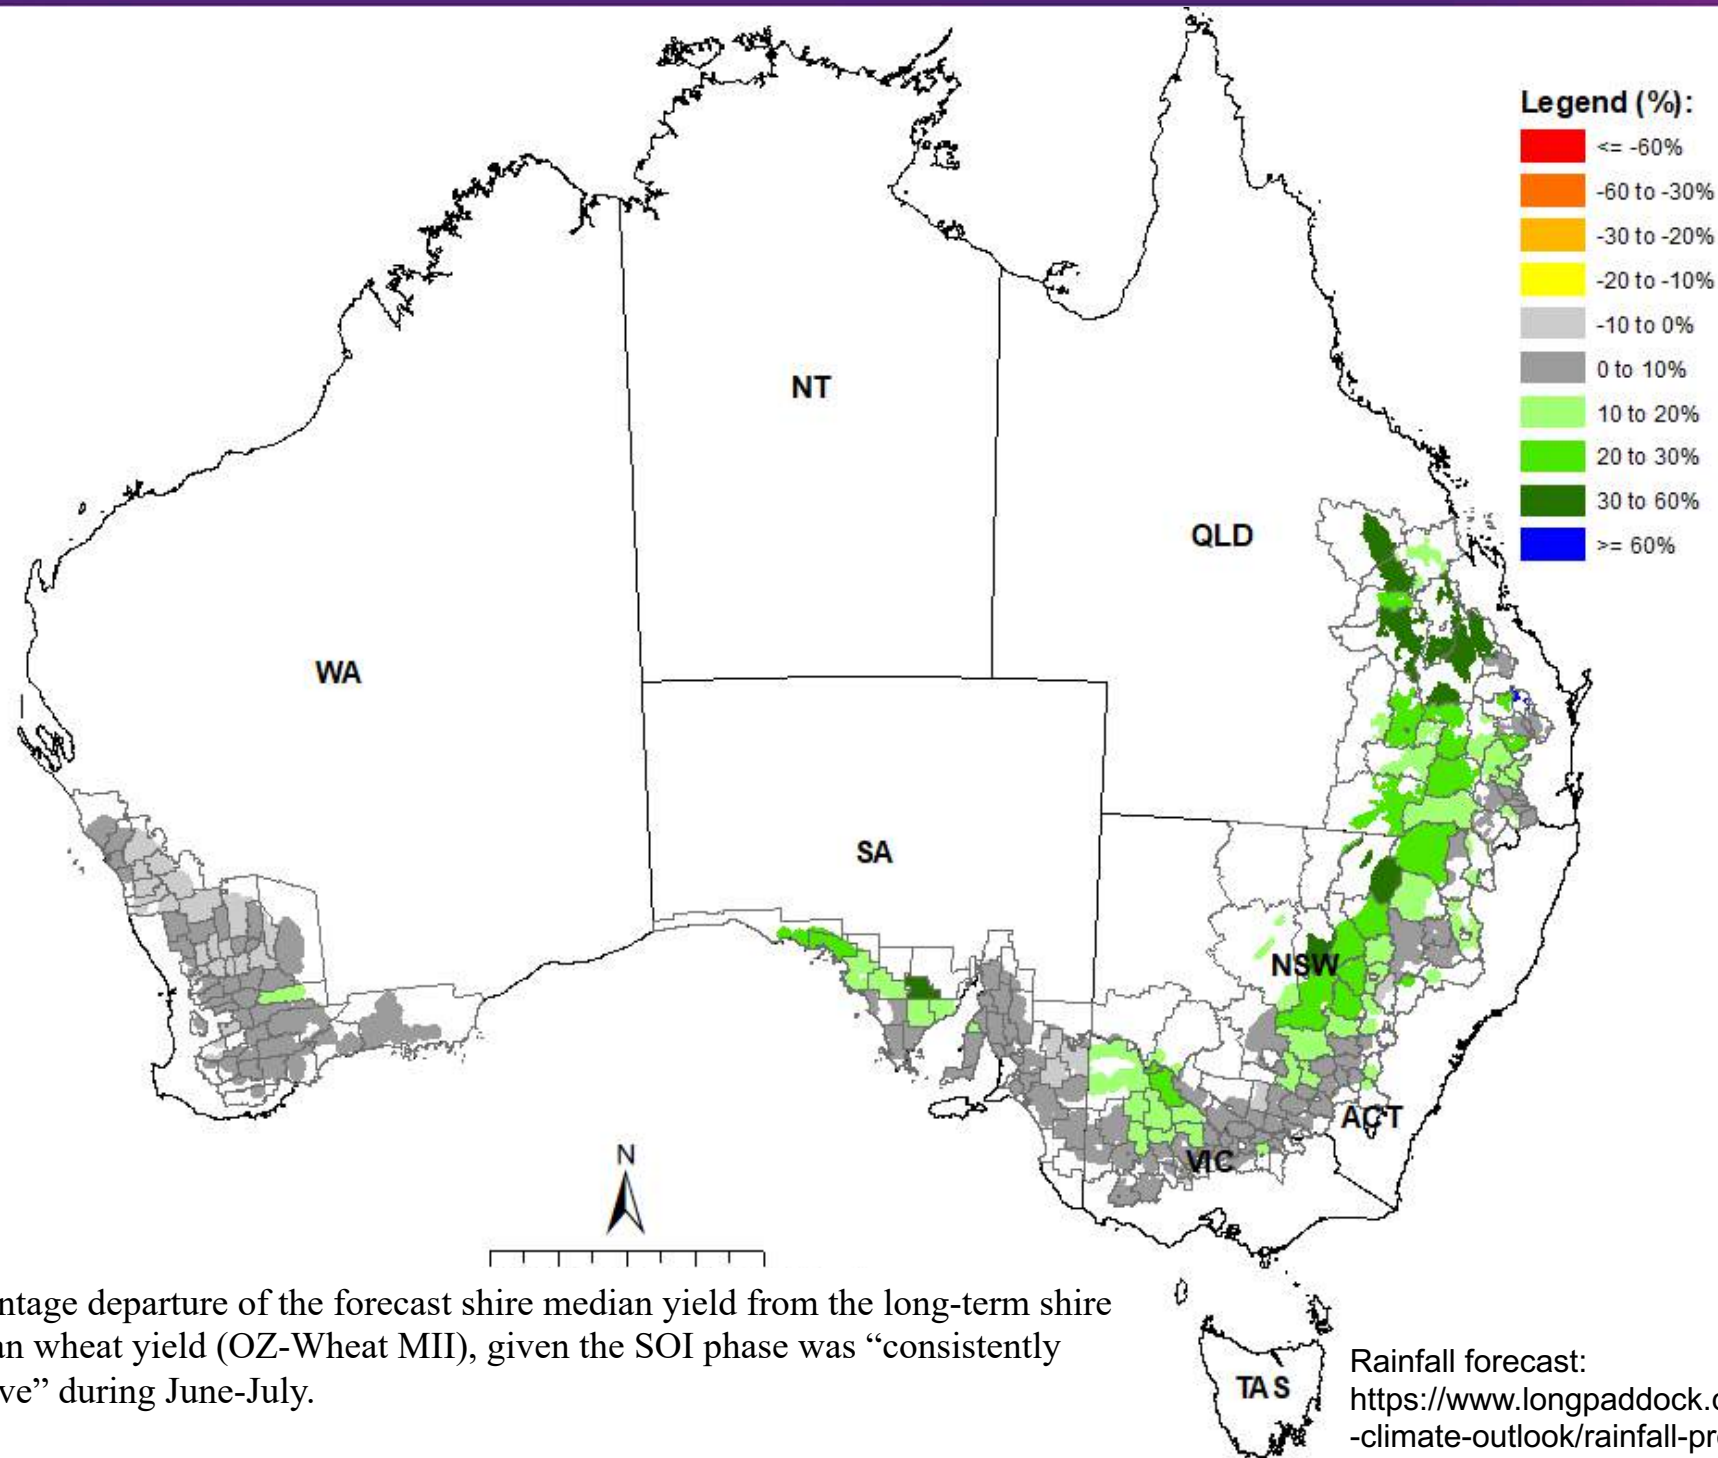 Legend (%):
<= -60%
-60 to -30%
-30 to -20%
-20 to -10%
-10 to 0%
0 to 10%
10 to 20%
20 to 30%
30 to 60%
>= 60%
NT
QLD
WA
SA
NSW
ACT
VIC
N
TAS
ntage departure of the forecast shire median yield from the long-term shire
an wheat yield (OZ-Wheat MII), given the SOI phase was “consistently
ve” during June-July.
Rainfall forecast:
https://www.longpaddock.
-climate-outlook/rainfall-pr